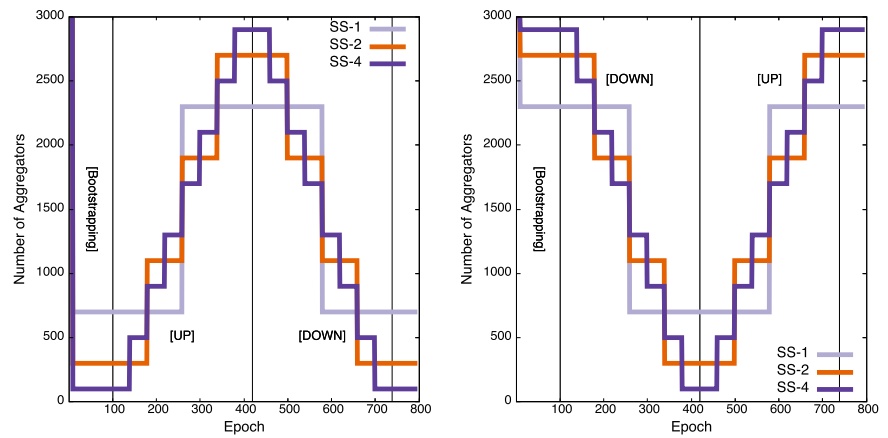 3000
2500
2000
1500
1000
500
0
Number of Aggregators
SS-1
SS-2
SS-4
[Bootstrapping]
[UP]
[DOWN]
100
200
300
400
500
600
700
800
Epoch
3000
2500
2000
1500
1000
500
0
Number of Aggregators
[DOWN]
[UP]
[Bootstrapping]
SS-1
SS-2
SS-4
100
200
300
400
500
600
700
800
Epoch